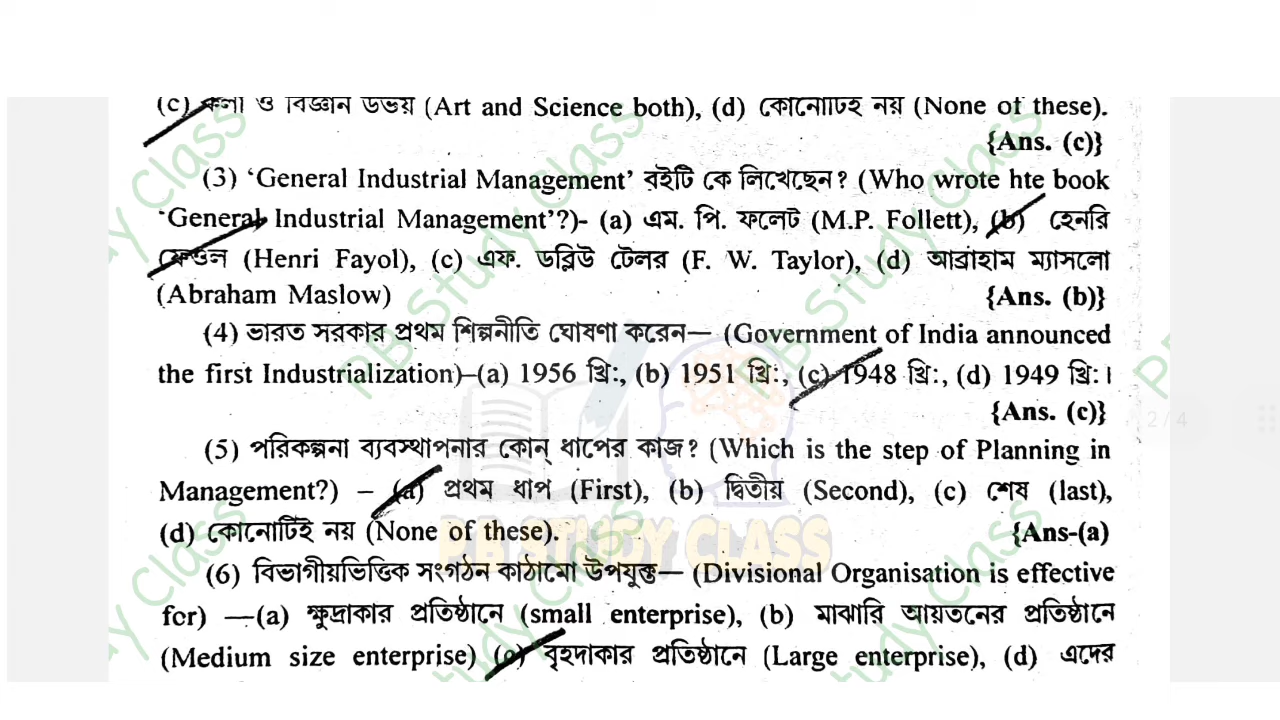 (c) কলা ও বিজ্ঞান উভয় (Art and Science both), (d) কোনোটিই নয় (None of these).
{Ans. (c)}
(3) ‘General Industrial Management’ বইটি কে লিখেছেন? (Who wrote hte book
‘General Industrial Management’?)- (a) এম. পি. ফলেট (M.P. Follett), (b) হেনরি
ফেওল (Henri Fayol), (c) এফ. ডব্লিউ টেলর (F. W. Taylor), (d) আব্রাহাম ম্যাসলো
(Abraham Maslow) {Ans. (b)}
(4) ভারত সরকার প্রথম শিল্পনীতি ঘোষণা করেন— (Government of India announced
the first Industrialization)–(a) 1956 খ্রি:, (b) 1951 খ্রি:, (c) 1948 খ্রি:, (d) 1949 খ্রি:।
{Ans. (c)}
(5) পরিকল্পনা ব্যবস্থাপনার কোন্ ধাপের কাজ? (Which is the step of Planning in
Management?) – (a) প্রথম ধাপ (First), (b) দ্বিতীয় (Second), (c) শেষ (last),
2/4
(d) কোনোটিই নয় (None of these). {Ans-(a)
PB STUDY CLASS
(6) বিভাগীয়ভিত্তিক সংগঠন কাঠামো উপযুক্ত— (Divisional Organisation is effective
for) —(a) ক্ষুদ্রাকার প্রতিষ্ঠানে (small enterprise), (b) মাঝারি আয়তনের প্রতিষ্ঠানে
(Medium size enterprise) (c) বৃহদাকার প্রতিষ্ঠানে (Large enterprise), (d) এদের